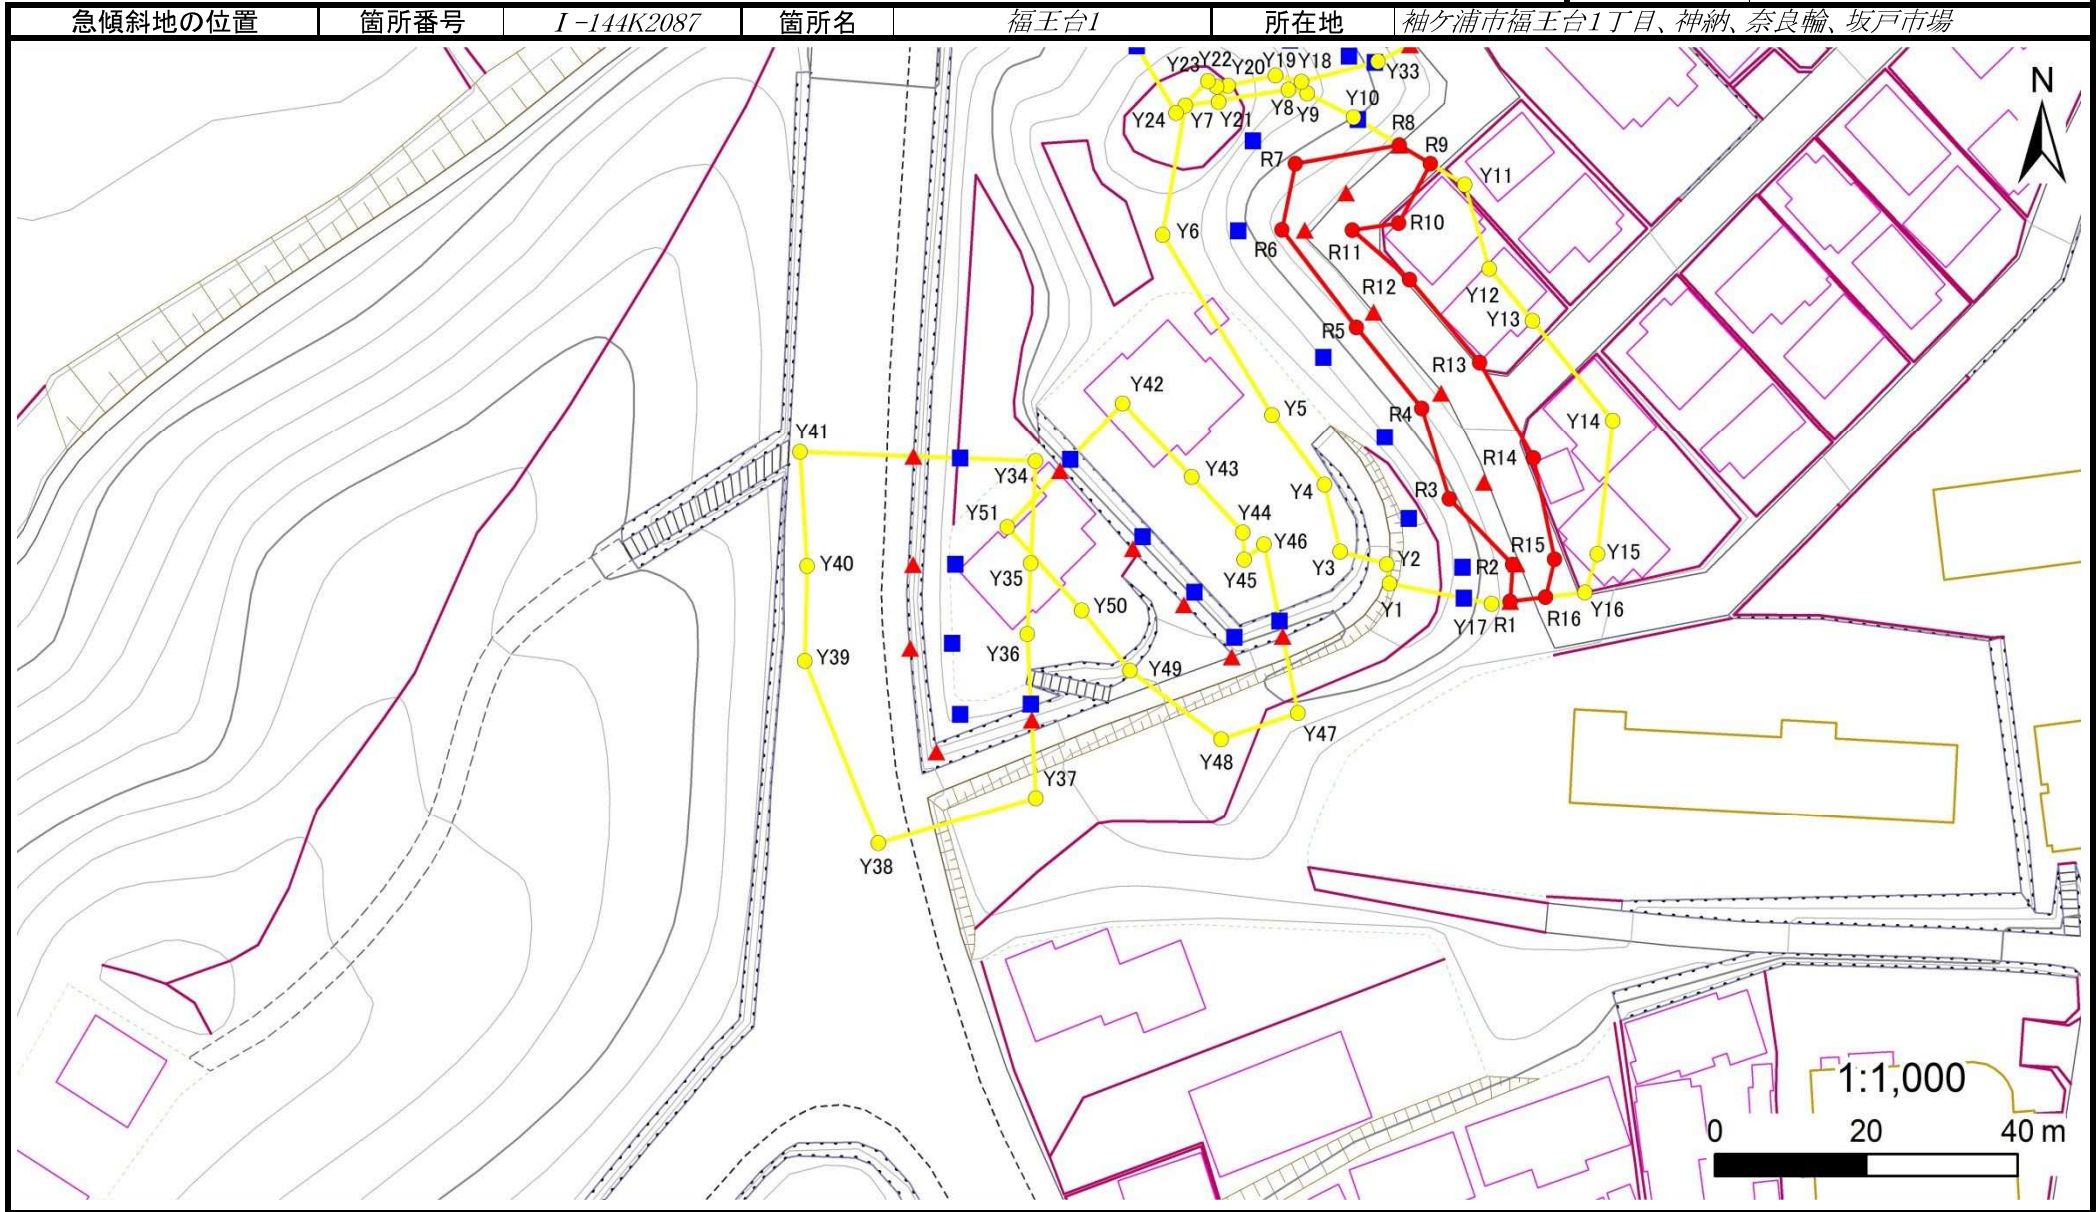 急傾斜地の位置 箇所番号 I-144K2087 箇所名 福王台1 所在地 袖ケ浦市福王台1丁目、神納、奈良輪、坂戸市場
N
Y23 Y22 Y20 Y19 Y18 Y33
Y24 Y7 Y21 Y8 Y9 Y10
R8
R7 R9
Y11
Y6 R6 R11 R10
R12 Y12
R5 Y13
R13
Y42 R4
Y5 Y14
Y41
Y34 Y43 Y4 R3 R14
Y51 Y44
Y46
Y40 Y35 Y45 Y3 Y2 R2 R15 Y15
Y50 Y1 Y17 R1 R16 Y16
Y39 Y36 Y49
Y48 Y47
Y37
Y38
1:1,000
0 20 40 m